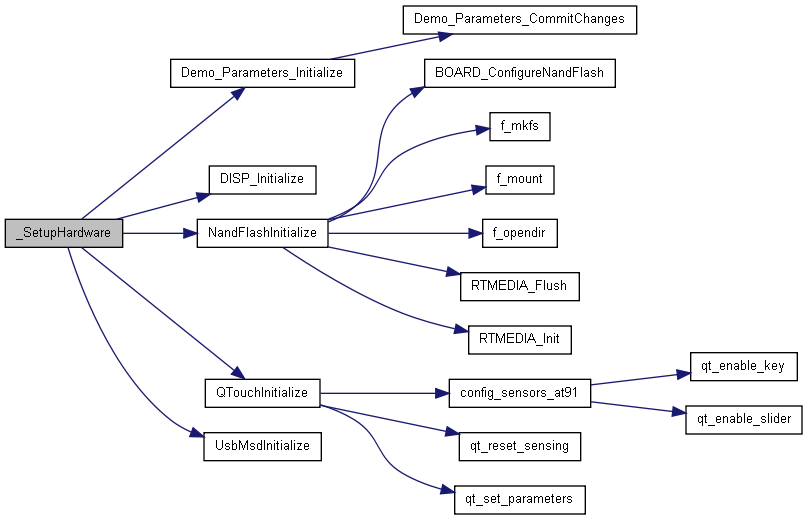 Demo_Parameters_CommitChanges
Demo_Parameters_Initialize
BOARD_ConfigureNandFlash
f_mkfs
DISP_Initialize
f_mount
_SetupHardware
NandFlashInitialize
f_opendir
RTMEDIA_Flush
RTMEDIA_Init
qt_enable_key
QTouchInitialize
config_sensors_at91
qt_enable_slider
UsbMsdInitialize
qt_reset_sensing
qt_set_parameters